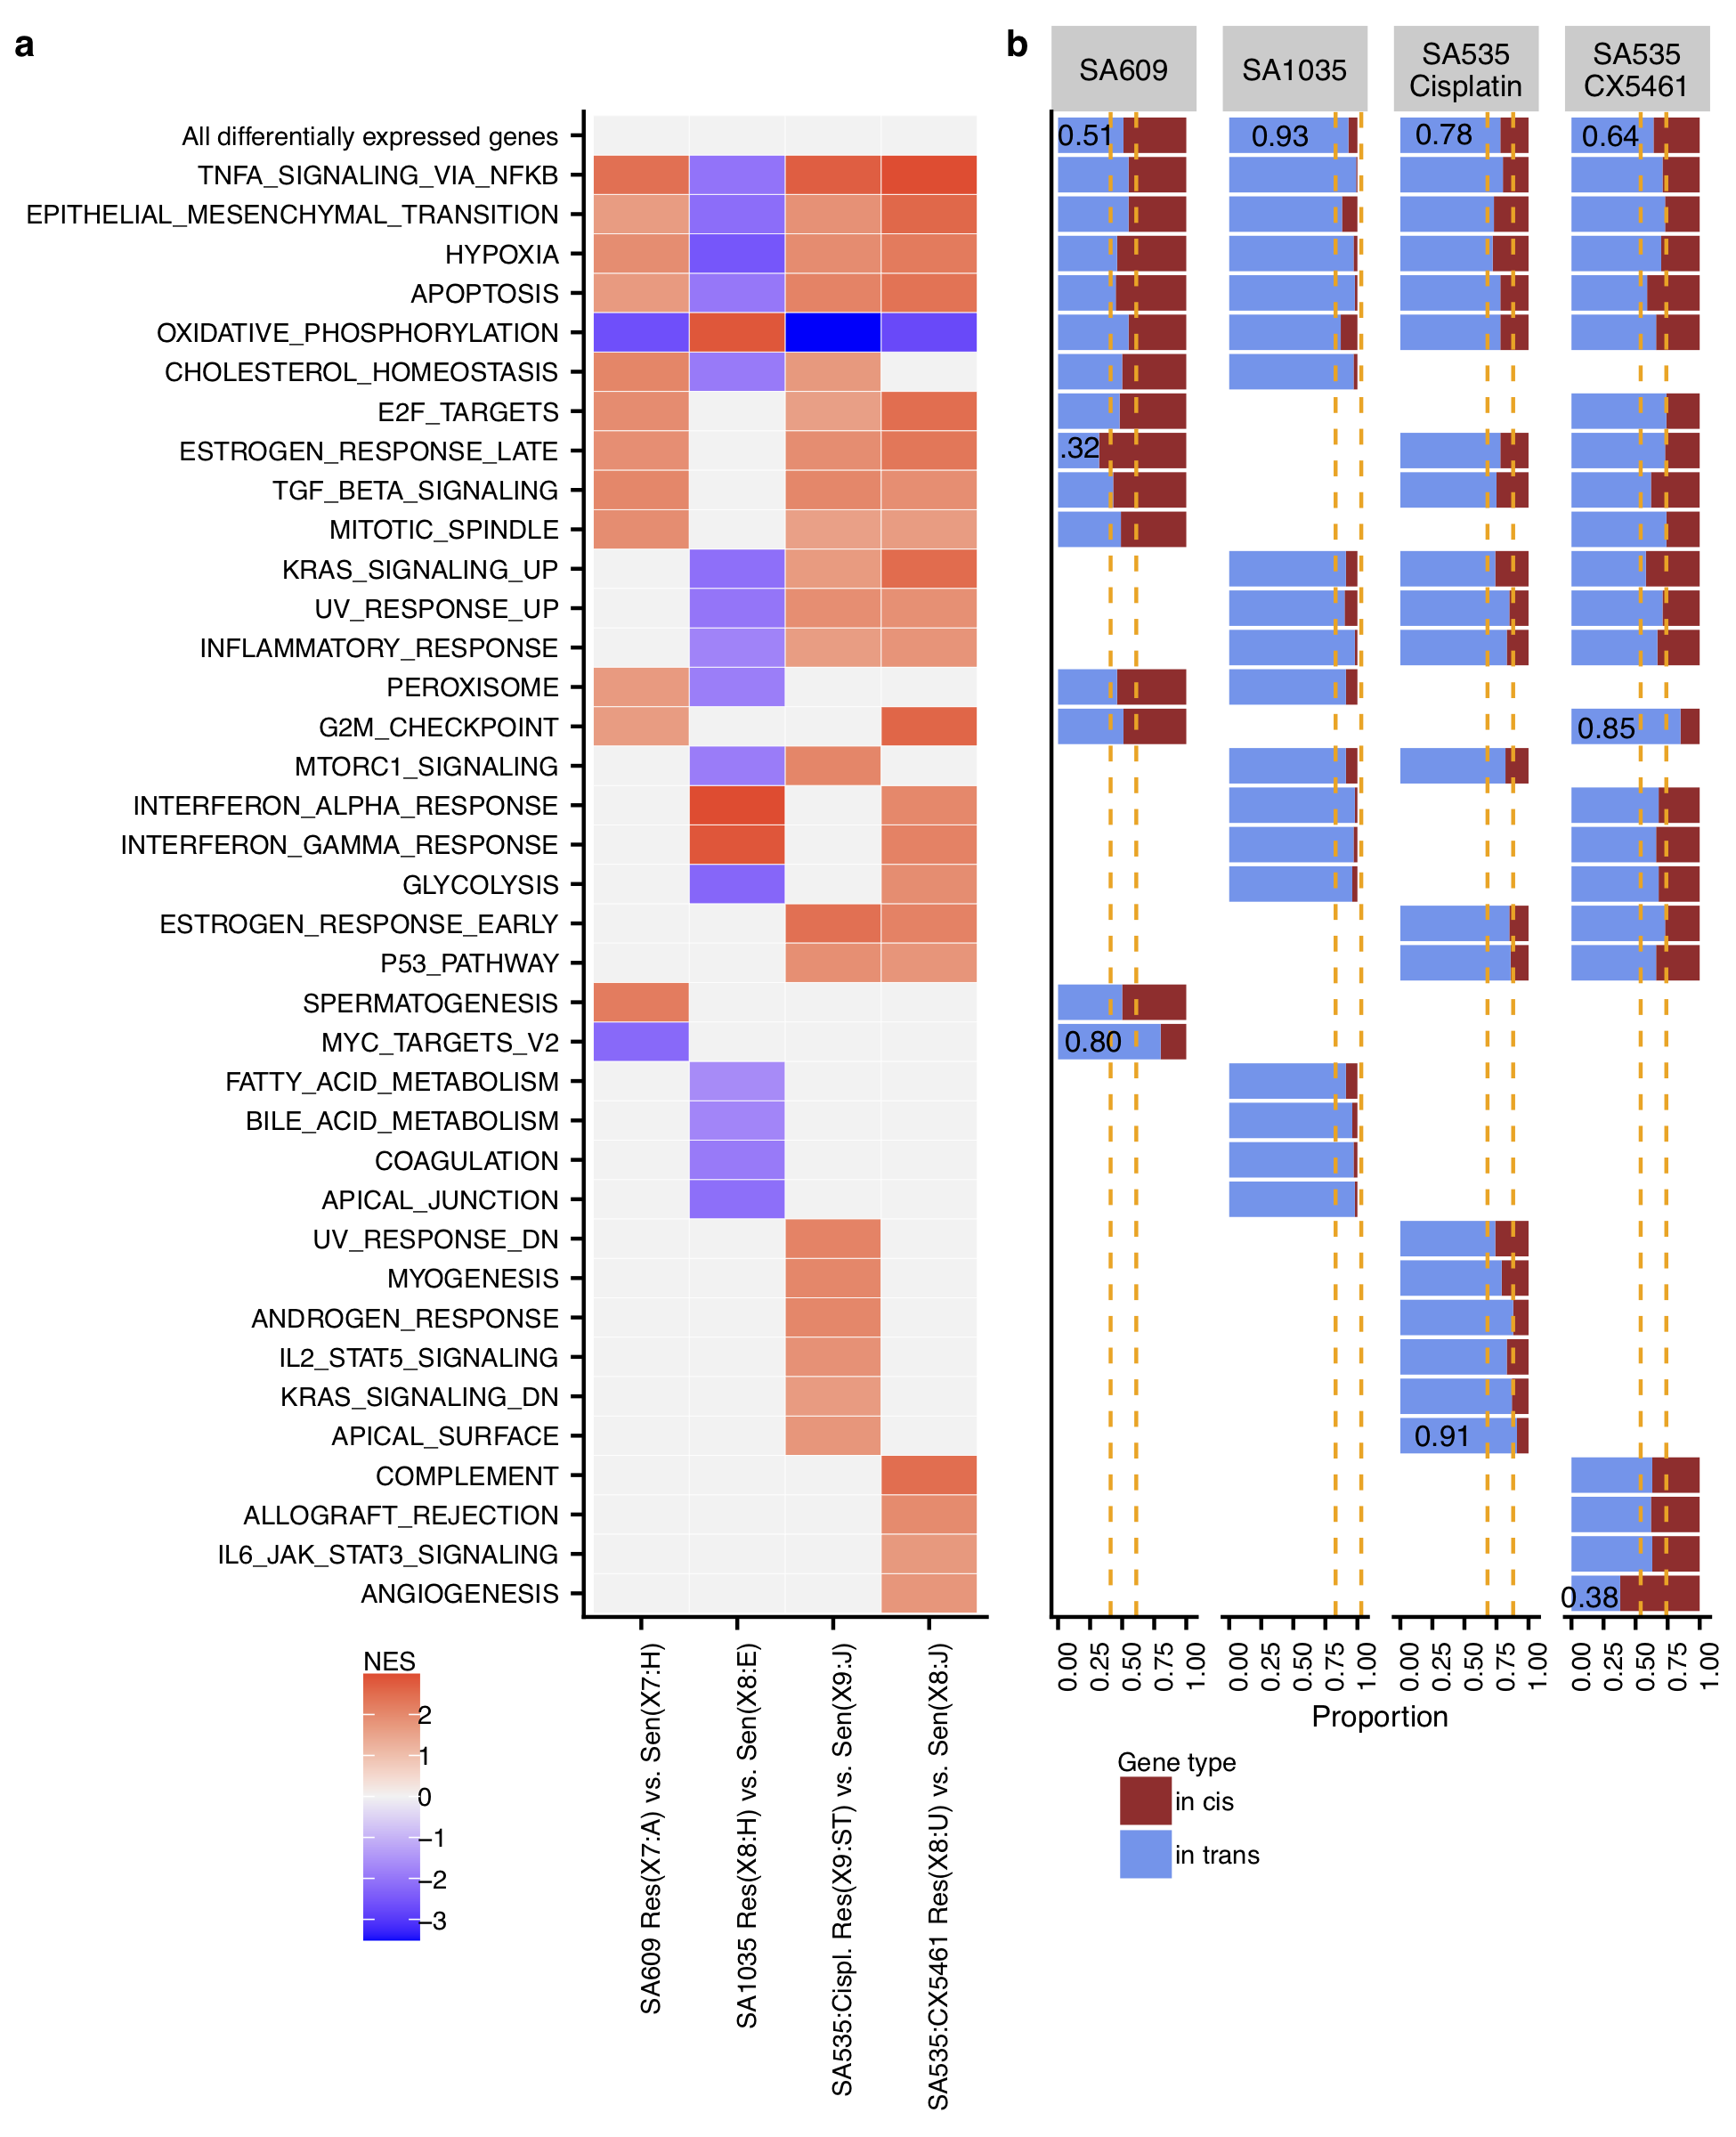 a
b
SA609
SA1035
SA535
Cisplatin
SA535
CX5461
All differentially expressed genes
0.51
0.93
0.78
0.64
TNFA_SIGNALING_VIA_NFKB
EPITHELIAL_MESENCHYMAL_TRANSITION
HYPOXIA
APOPTOSIS
OXIDATIVE_PHOSPHORYLATION
CHOLESTEROL_HOMEOSTASIS
E2F_TARGETS
ESTROGEN_RESPONSE_LATE
.32
TGF_BETA_SIGNALING
MITOTIC_SPINDLE
KRAS_SIGNALING_UP
UV_RESPONSE_UP
INFLAMMATORY_RESPONSE
PEROXISOME
G2M_CHECKPOINT
0.85
MTORC1_SIGNALING
INTERFERON_ALPHA_RESPONSE
INTERFERON_GAMMA_RESPONSE
GLYCOLYSIS
ESTROGEN_RESPONSE_EARLY
P53_PATHWAY
SPERMATOGENESIS
MYC_TARGETS_V2
0.80
FATTY_ACID_METABOLISM
BILE_ACID_METABOLISM
COAGULATION
APICAL_JUNCTION
UV_RESPONSE_DN
MYOGENESIS
ANDROGEN_RESPONSE
IL2_STAT5_SIGNALING
KRAS_SIGNALING_DN
APICAL_SURFACE
0.91
COMPLEMENT
ALLOGRAFT_REJECTION
IL6_JAK_STAT3_SIGNALING
ANGIOGENESIS
0.38
SA609 Res(X7:A) vs. Sen(X7:H)
SA1035 Res(X8:H) vs. Sen(X8:E)
SA535:Cispl. Res(X9:ST) vs. Sen(X9:J)
SA535:CX5461 Res(X8:U) vs. Sen(X8:J)
0.00 0.25 0.50 0.75 1.00
0.00 0.25 0.50 0.75 1.00
0.00 0.25 0.50 0.75 1.00
0.00 0.25 0.50 0.75 1.00
Proportion
NES
2
1
0
−1
−2
−3
Gene type
in cis
in trans